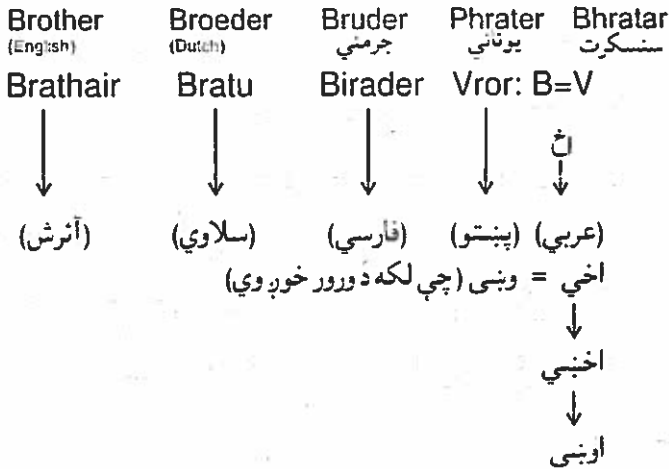 Brother Broeder Bruder Phrater Bhratar
(English) (Dutch) جرمني يوناني سنسكرت
Brathair Bratu Birader Vror: B=V
اخ
(آئرش) (سلاوي) (فارسي) (پښتو) (عربي)
اخي = وښی (چي لکه دَ ورور خوږ وي)
اخښي
اوښی